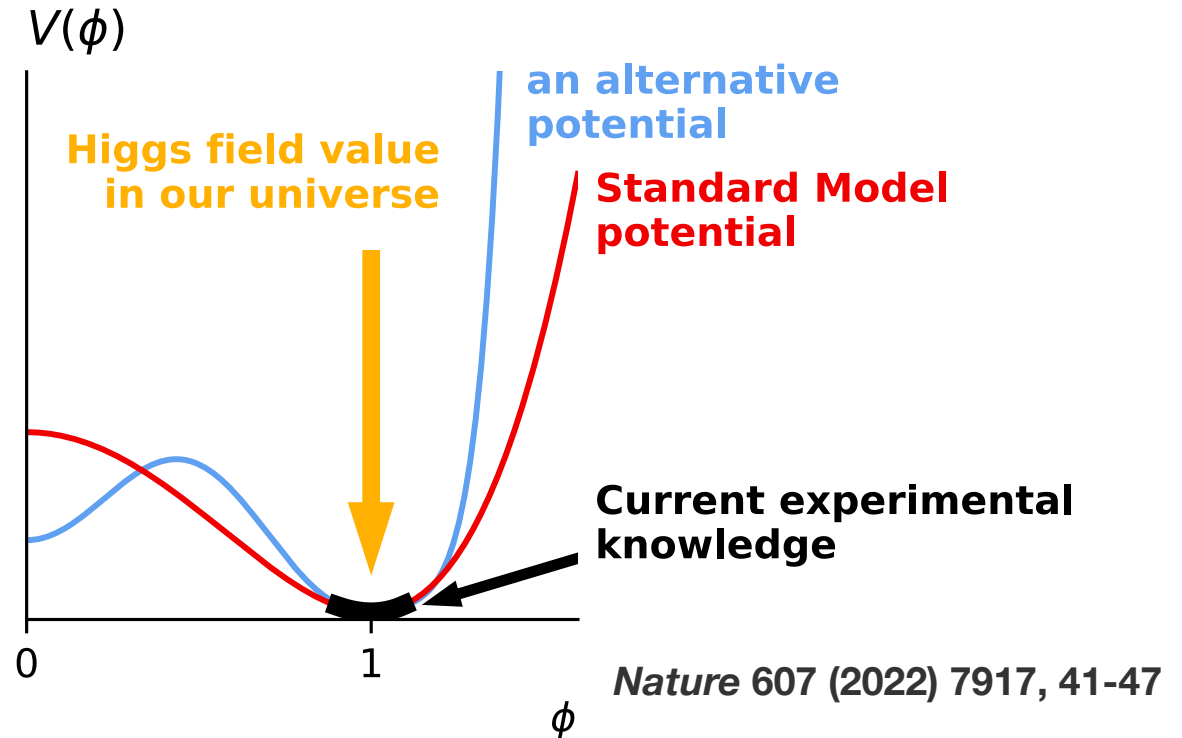 V(ϕ)
an alternative
potential
Higgs field value
in our universe
Standard Model
potential
Current experimental
knowledge
0
1
ϕ
Nature 607 (2022) 7917, 41-47